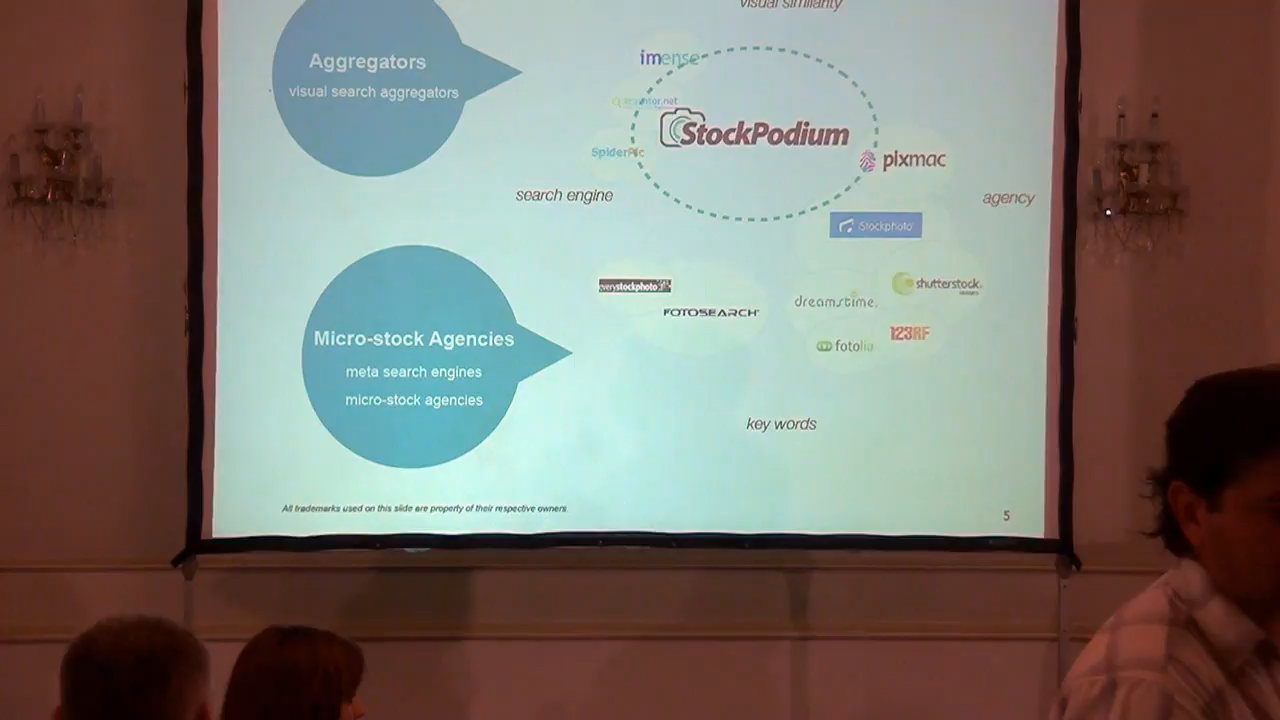 visual similarity
Aggregators
visual search aggregators
imense
SpiderPic
StockPodium
pixmac
search engine
agency
iStockphoto
everystockphoto
FOTOSEARCH
dreamstime.
shutterstock
images
fotolia
123RF
Micro-stock Agencies
meta search engines
micro-stock agencies
key words
All trademarks used on this slide are property of their respective owners
5